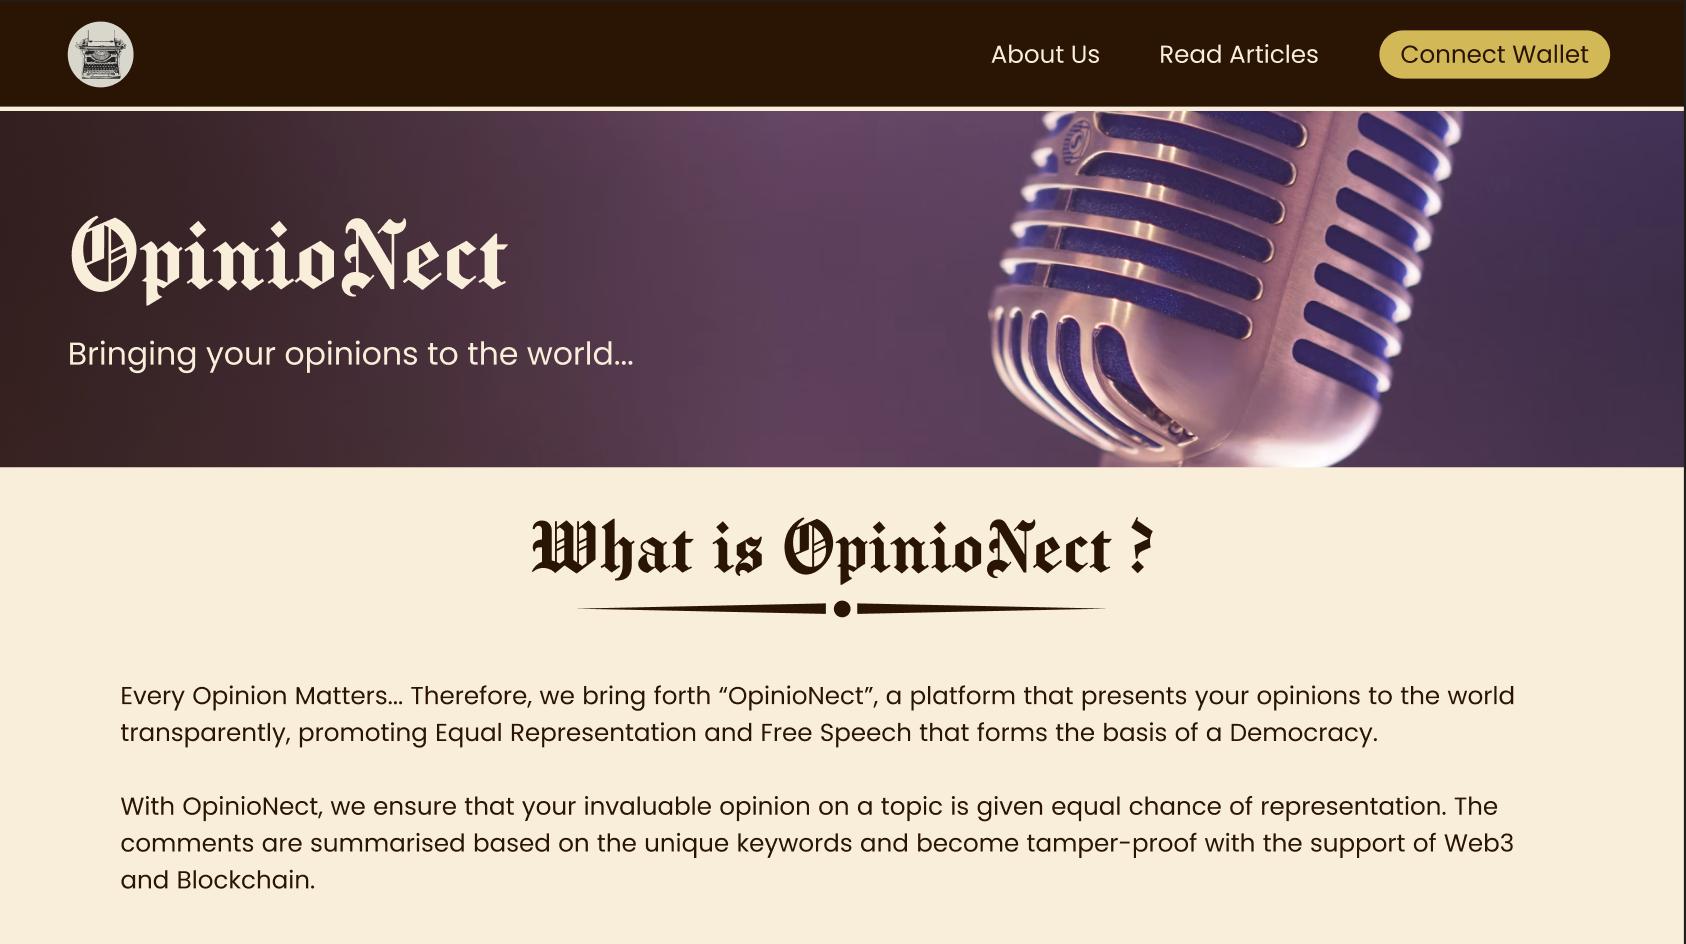 About Us
Read Articles
Connect Wallet
OpinioNect
Bringing your opinions to the world...
What is OpinioNect ?
Every Opinion Matters... Therefore, we bring forth “OpinioNect”, a platform that presents your opinions to the world
transparently, promoting Equal Representation and Free Speech that forms the basis of a Democracy.
With OpinioNect, we ensure that your invaluable opinion on a topic is given equal chance of representation. The
comments are summarised based on the unique keywords and become tamper-proof with the support of Web3
and Blockchain.